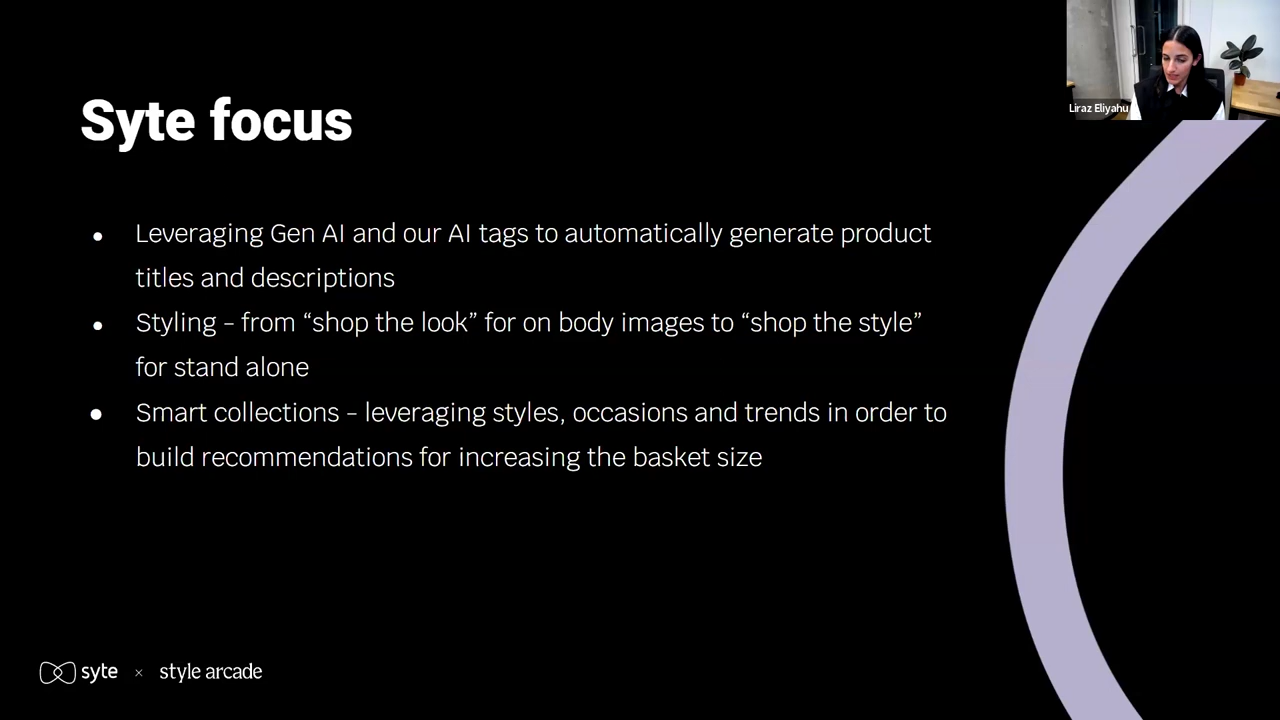 Liraz Eliyahu
Syte focus
• Leveraging Gen AI and our AI tags to automatically generate product
titles and descriptions
• Styling – from “shop the look” for on body images to “shop the style”
for stand alone
• Smart collections – leveraging styles, occasions and trends in order to
build recommendations for increasing the basket size
syte × style arcade